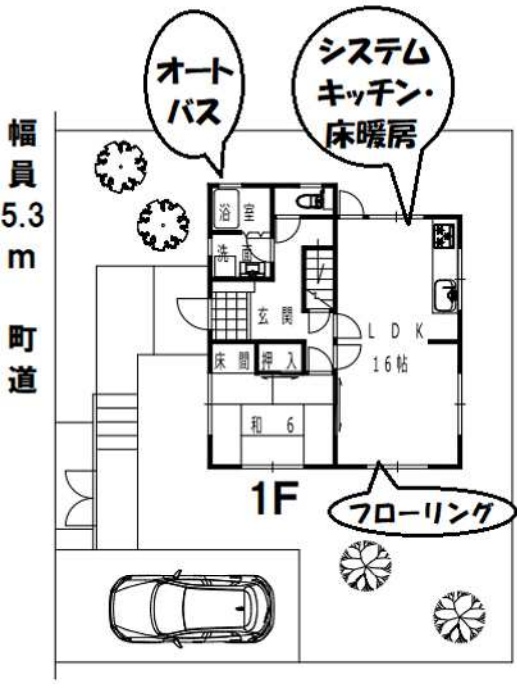 オート
バス
システム
キッチン・
床暖房
幅員
5.3
m
町道
浴室
洗面
玄関
LDK
16帖
床間
押入
和 6
1F
フローリング